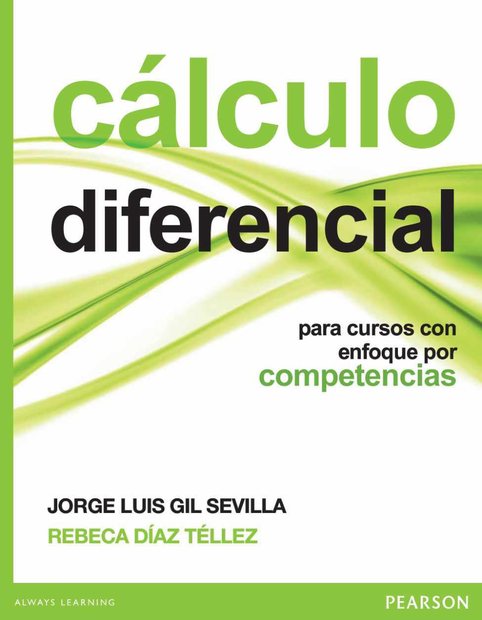 cálculo
diferencial
para cursos con
enfoque por
competencias
JORGE LUIS GIL SEVILLA
REBECA DÍAZ TÉLLEZ
ALWAYS LEARNING
PEARSON